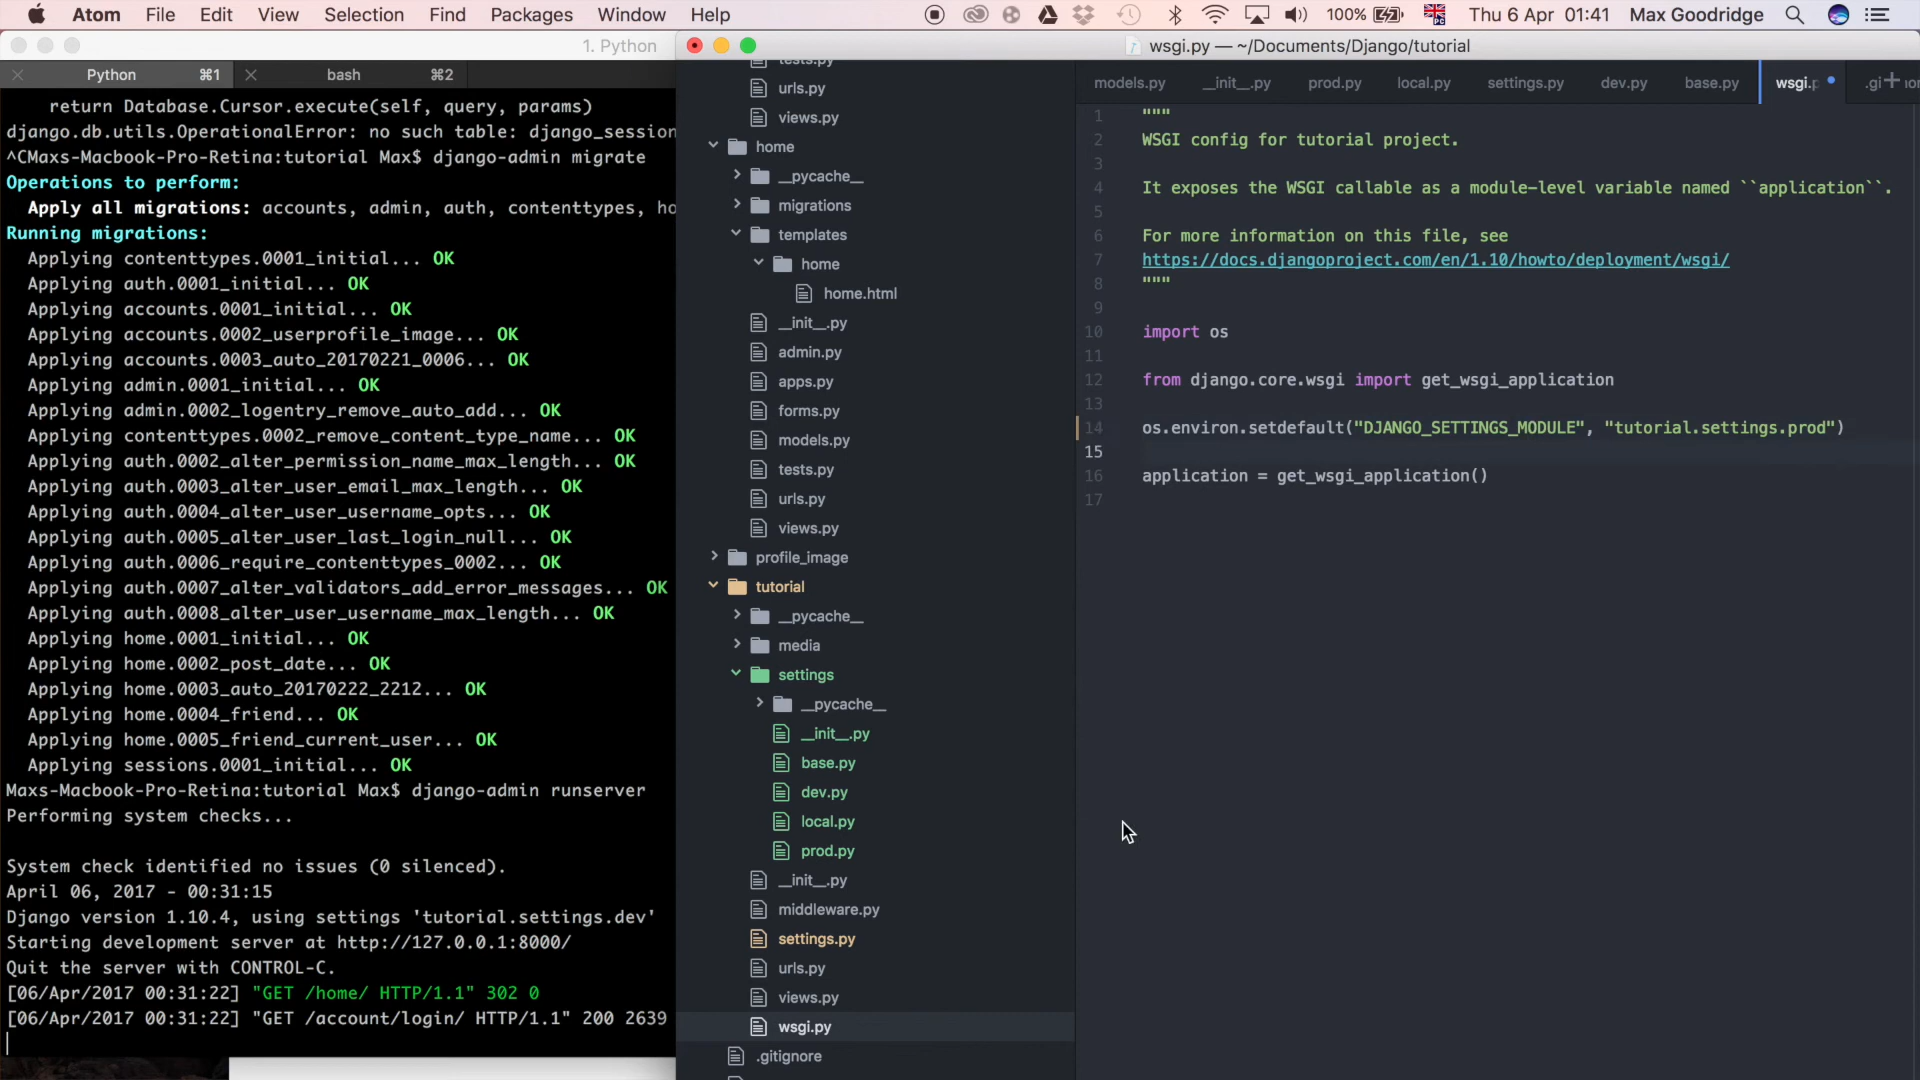 Atom File Edit View Selection Find Packages Window Help 100% Thu 6 Apr 01:41 Max Goodridge
1. Python
Python ⌘1 bash ⌘2
return Database.Cursor.execute(self, query, params)
django.db.utils.OperationalError: no such table: django_session
^CMaxs-Macbook-Pro-Retina:tutorial Max$ django-admin migrate
Operations to perform:
Apply all migrations: accounts, admin, auth, contenttypes, ho
Running migrations:
Applying contenttypes.0001_initial... OK
Applying auth.0001_initial... OK
Applying accounts.0001_initial... OK
Applying accounts.0002_userprofile_image... OK
Applying accounts.0003_auto_20170221_0006... OK
Applying admin.0001_initial... OK
Applying admin.0002_logentry_remove_auto_add... OK
Applying contenttypes.0002_remove_content_type_name... OK
Applying auth.0002_alter_permission_name_max_length... OK
Applying auth.0003_alter_user_email_max_length... OK
Applying auth.0004_alter_user_username_opts... OK
Applying auth.0005_alter_user_last_login_null... OK
Applying auth.0006_require_contenttypes_0002... OK
Applying auth.0007_alter_validators_add_error_messages... OK
Applying auth.0008_alter_user_username_max_length... OK
Applying home.0001_initial... OK
Applying home.0002_post_date... OK
Applying home.0003_auto_20170222_2212... OK
Applying home.0004_friend... OK
Applying home.0005_friend_current_user... OK
Applying sessions.0001_initial... OK
Maxs-Macbook-Pro-Retina:tutorial Max$ django-admin runserver
Performing system checks...
System check identified no issues (0 silenced).
April 06, 2017 - 00:31:15
Django version 1.10.4, using settings 'tutorial.settings.dev'
Starting development server at http://127.0.0.1:8000/
Quit the server with CONTROL-C.
[06/Apr/2017 00:31:22] "GET /home/ HTTP/1.1" 302 0
[06/Apr/2017 00:31:22] "GET /account/login/ HTTP/1.1" 200 2639
wsgi.py — ~/Documents/Django/tutorial
tests.py
urls.py
views.py
home
__pycache__
migrations
templates
home
home.html
__init__.py
admin.py
apps.py
forms.py
models.py
tests.py
urls.py
views.py
profile_image
tutorial
__pycache__
media
settings
__pycache__
__init__.py
base.py
dev.py
local.py
prod.py
__init__.py
middleware.py
settings.py
urls.py
views.py
wsgi.py
.gitignore
models.py __init__.py prod.py local.py settings.py dev.py base.py wsgi.p .gi
1 """
2 WSGI config for tutorial project.
3
4 It exposes the WSGI callable as a module-level variable named ``application``.
5
6 For more information on this file, see
7 https://docs.djangoproject.com/en/1.10/howto/deployment/wsgi/
8 """
9
10 import os
11
12 from django.core.wsgi import get_wsgi_application
13
14 os.environ.setdefault("DJANGO_SETTINGS_MODULE", "tutorial.settings.prod")
15
16 application = get_wsgi_application()
17